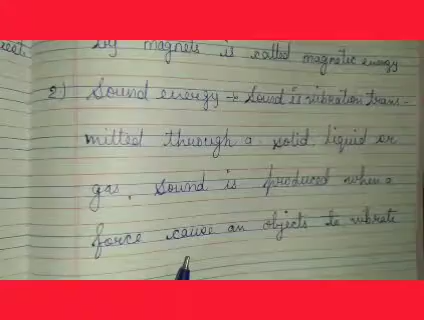 by magnets is called magnetic energy
2) Sound energy → Sound is vibration trans-
mitted through a solid liquid or
gas. Sound is produced when a
force cause an objects to vibrate